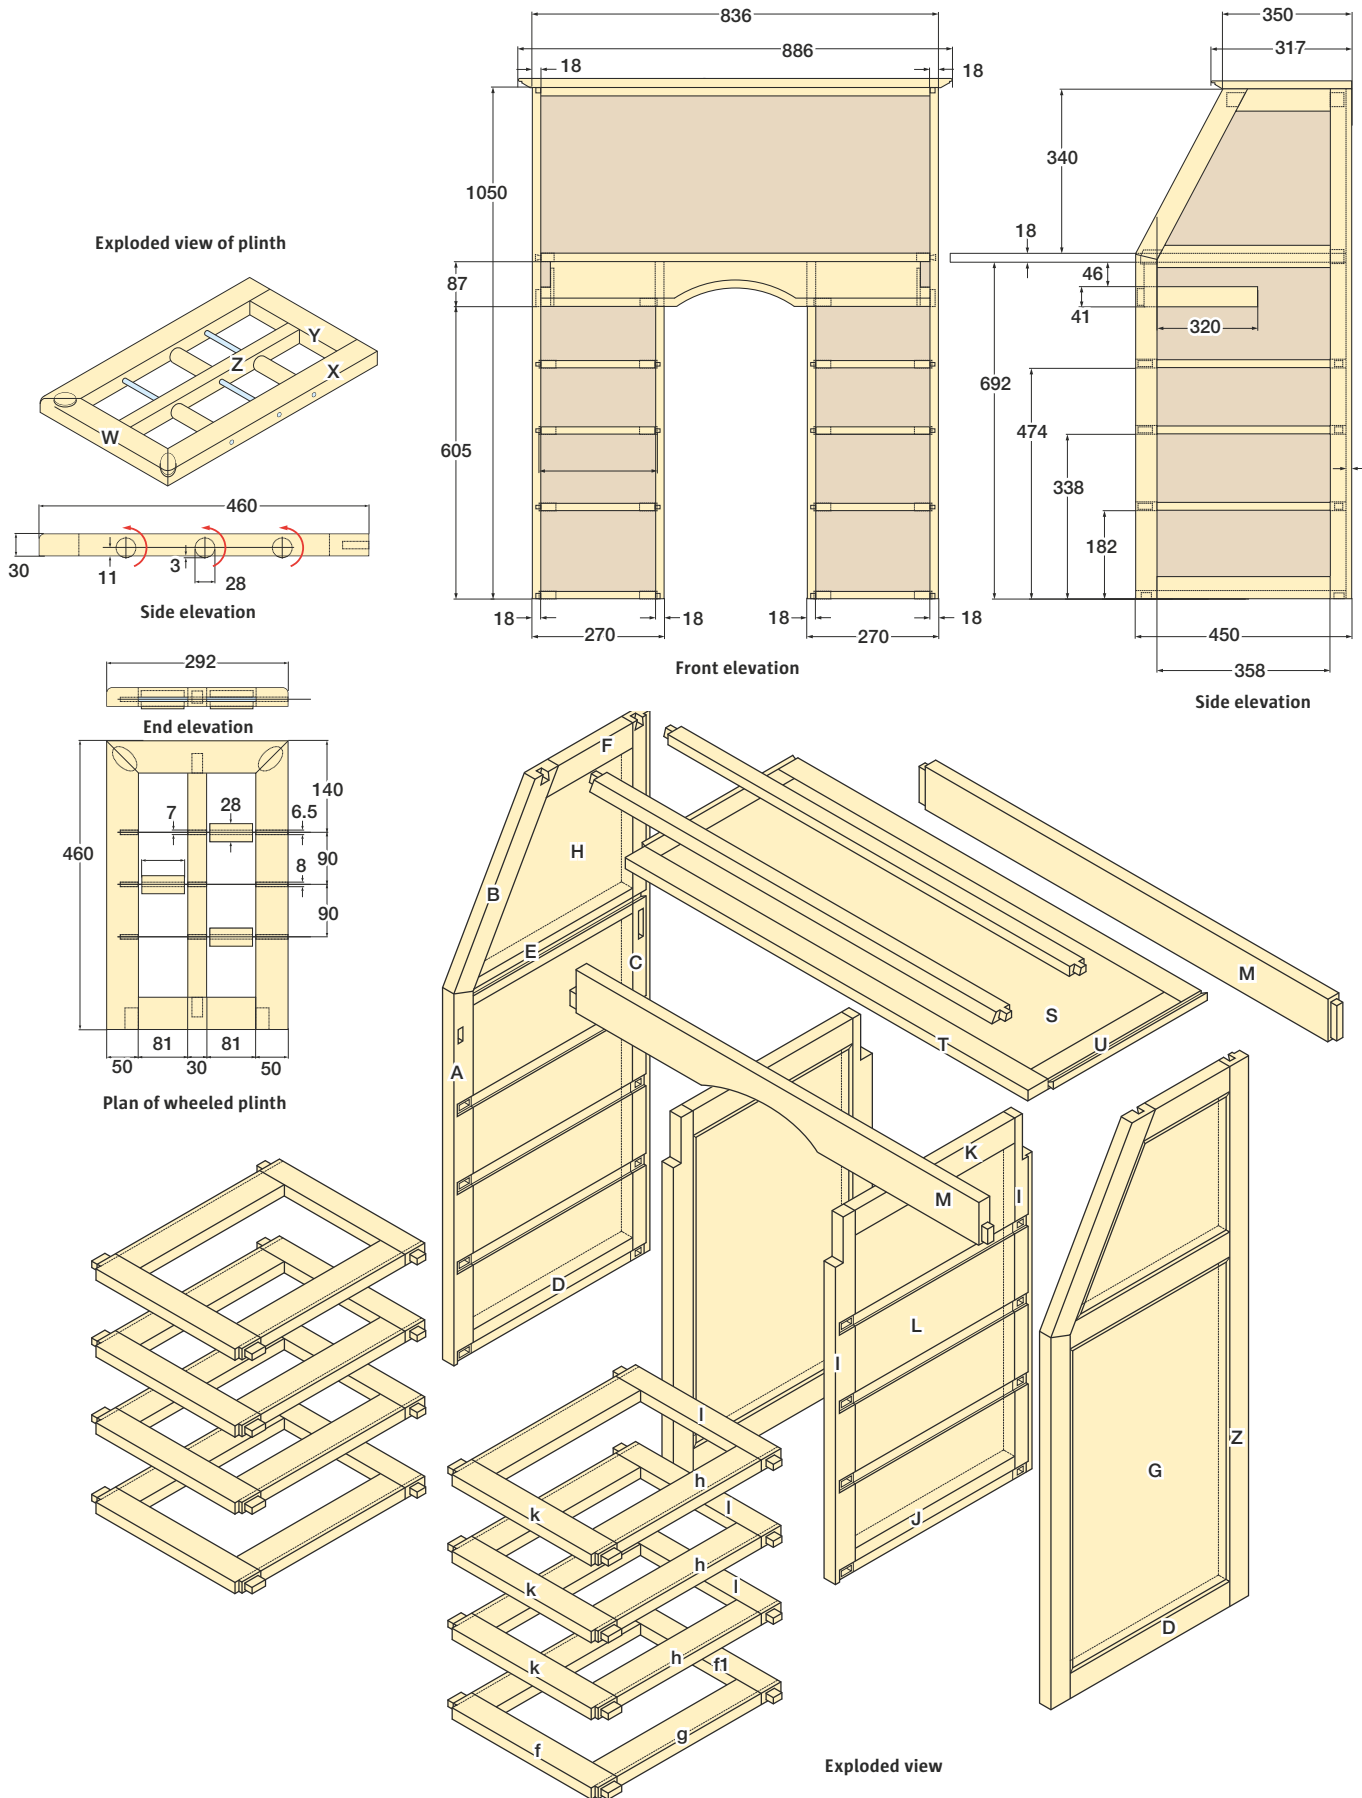 836
886
18
18
1050
87
605
18
18
270
18
18
270
Front elevation
350
317
340
18
46
41
320
692
474
338
182
450
358
Side elevation
Exploded view of plinth
Y
Z
X
W
460
30
11
3
28
Side elevation
292
End elevation
140
7
28
6.5
460
90
8
90
81
81
50
30
50
Plan of wheeled plinth
F
H
B
E
C
A
D
M
S
T
U
K
M
I
L
I
J
Z
G
D
l
h
k
l
h
k
l
h
k
f1
g
f
Exploded view